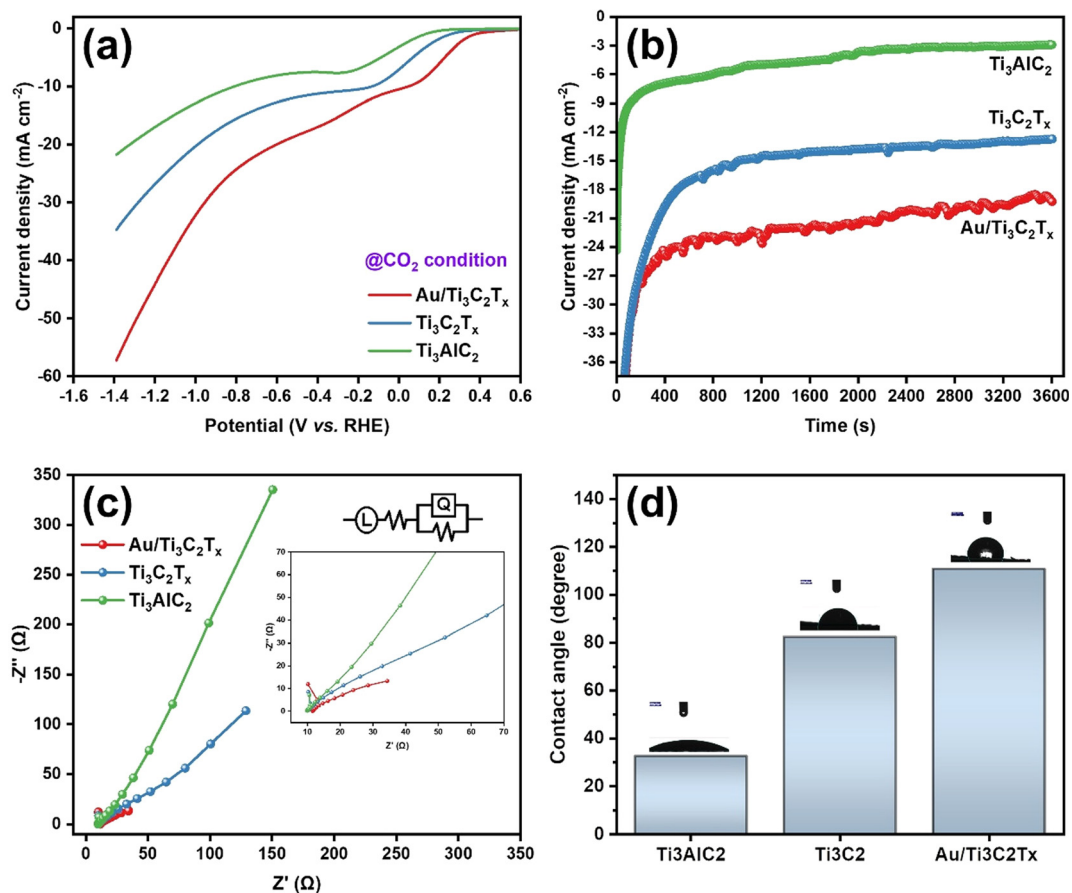 (a)
0
-10
-20
-30
-40
-50
-60
Current density (mA cm⁻²)
@CO₂ condition
Au/Ti₃C₂Tₓ
Ti₃C₂Tₓ
Ti₃AlC₂
-1.6 -1.4 -1.2 -1.0 -0.8 -0.6 -0.4 -0.2 0.0 0.2 0.4 0.6
Potential (V vs. RHE)
(b)
0
-3
-6
-9
-12
-15
-18
-21
-24
-27
-30
-33
-36
Current density (mA cm⁻²)
Ti₃AlC₂
Ti₃C₂Tₓ
Au/Ti₃C₂Tₓ
0 400 800 1200 1600 2000 2400 2800 3200 3600
Time (s)
(c)
350
300
250
200
150
100
50
0
-Z'' (Ω)
Au/Ti₃C₂Tₓ
Ti₃C₂Tₓ
Ti₃AlC₂
L
Q
70
60
50
40
30
20
10
0
-Z'' (Ω)
10 20 30 40 50 60 70
Z' (Ω)
0 50 100 150 200 250 300 350
Z' (Ω)
(d)
140
120
100
80
60
40
20
0
Contact angle (degree)
Ti3AlC2 Ti3C2 Au/Ti3C2Tx